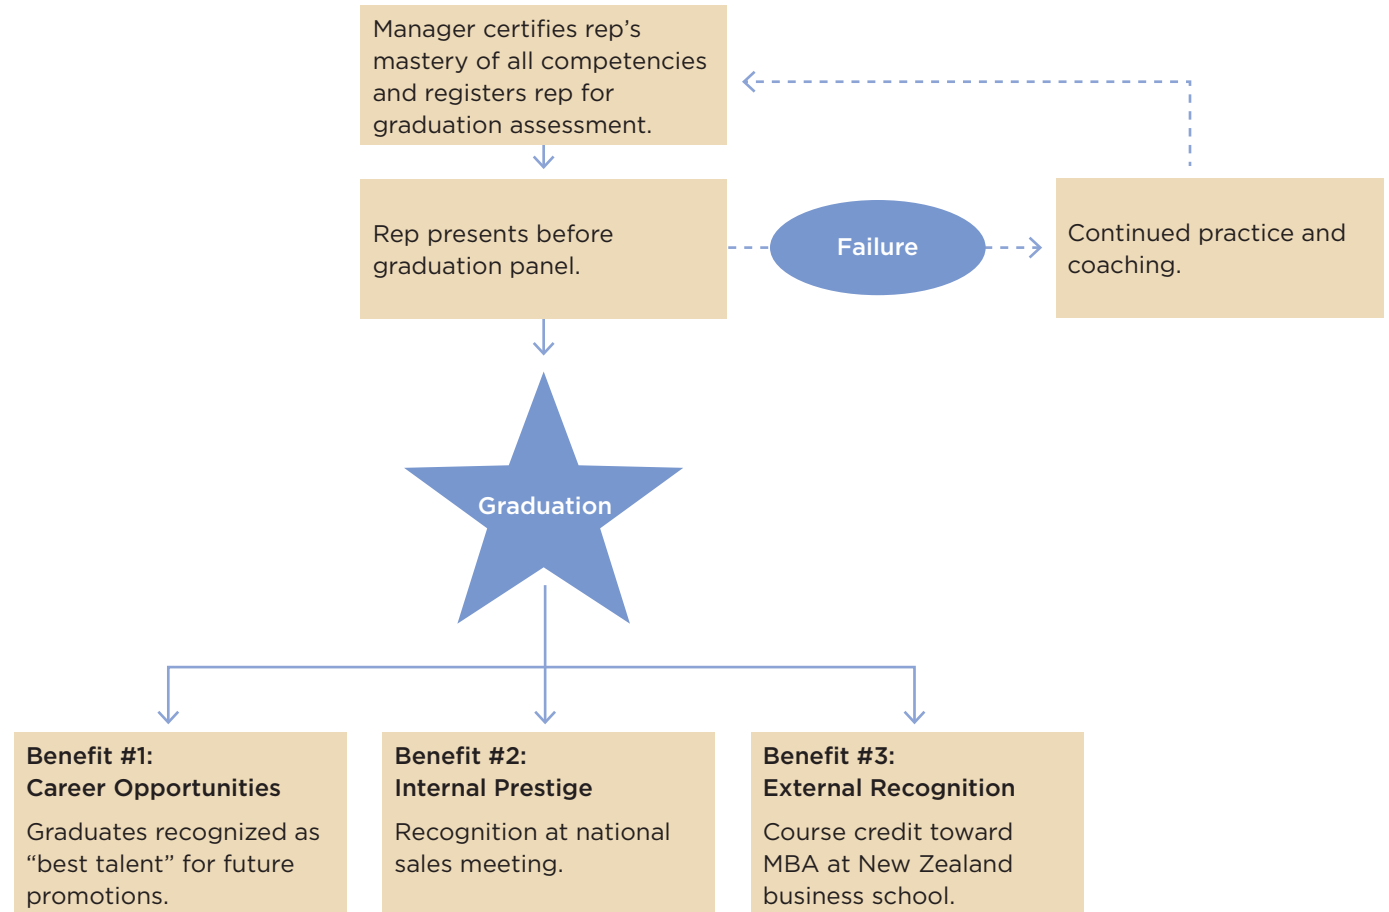 Manager certifies rep’s
mastery of all competencies
and registers rep for
graduation assessment.
Rep presents before
graduation panel.
Failure
Continued practice and
coaching.
Graduation
Benefit #1:
Career Opportunities
Graduates recognized as
“best talent” for future
promotions.
Benefit #2:
Internal Prestige
Recognition at national
sales meeting.
Benefit #3:
External Recognition
Course credit toward
MBA at New Zealand
business school.